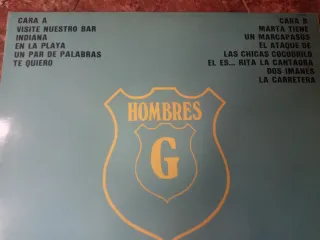 CARA A
VISITE NUESTRO BAR
INDIANA
EN LA PLAYA
UN PAR DE PALABRAS
TE QUIERO
CARA B
MARTA TIENE
UN MARCAPASOS
EL ATAQUE DE
LAS CHICAS COCODRILO
EL ES... RITA LA CANTAORA
DOS IMANES
LA CARRETERA
HOMBRES
G